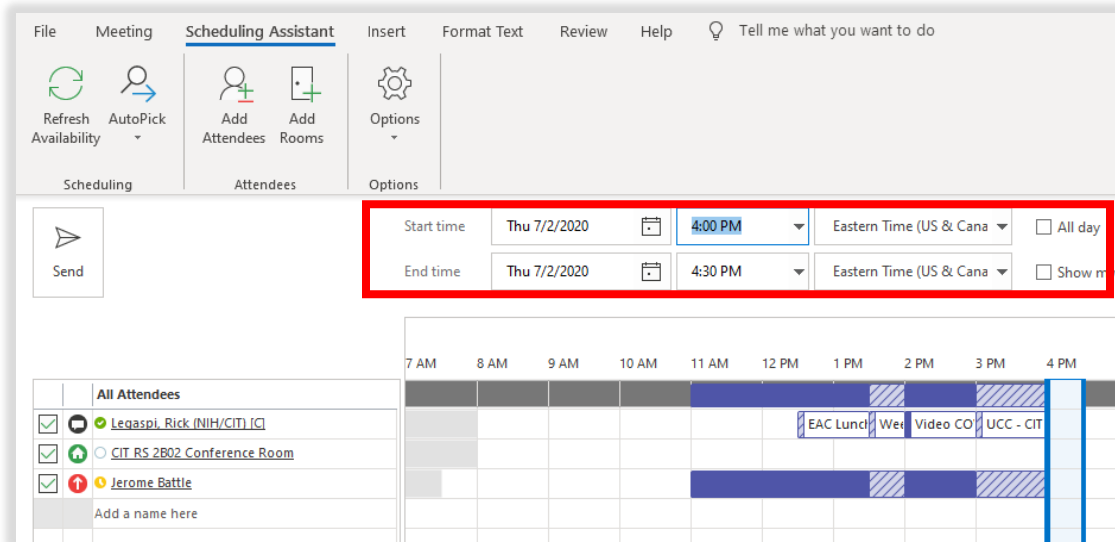 File Meeting Scheduling Assistant Insert Format Text Review Help Tell me what you want to do
Refresh Availability
AutoPick
Add Attendees
Add Rooms
Options
Scheduling Attendees Options
Send
Start time Thu 7/2/2020 4:00 PM Eastern Time (US & Cana All day
End time Thu 7/2/2020 4:30 PM Eastern Time (US & Cana Show m
7 AM 8 AM 9 AM 10 AM 11 AM 12 PM 1 PM 2 PM 3 PM 4 PM
All Attendees
Legaspi, Rick (NIH/CIT) [C] EAC Lunch Wee Video CO UCC - CIT
CIT RS 2B02 Conference Room
Jerome Battle
Add a name here